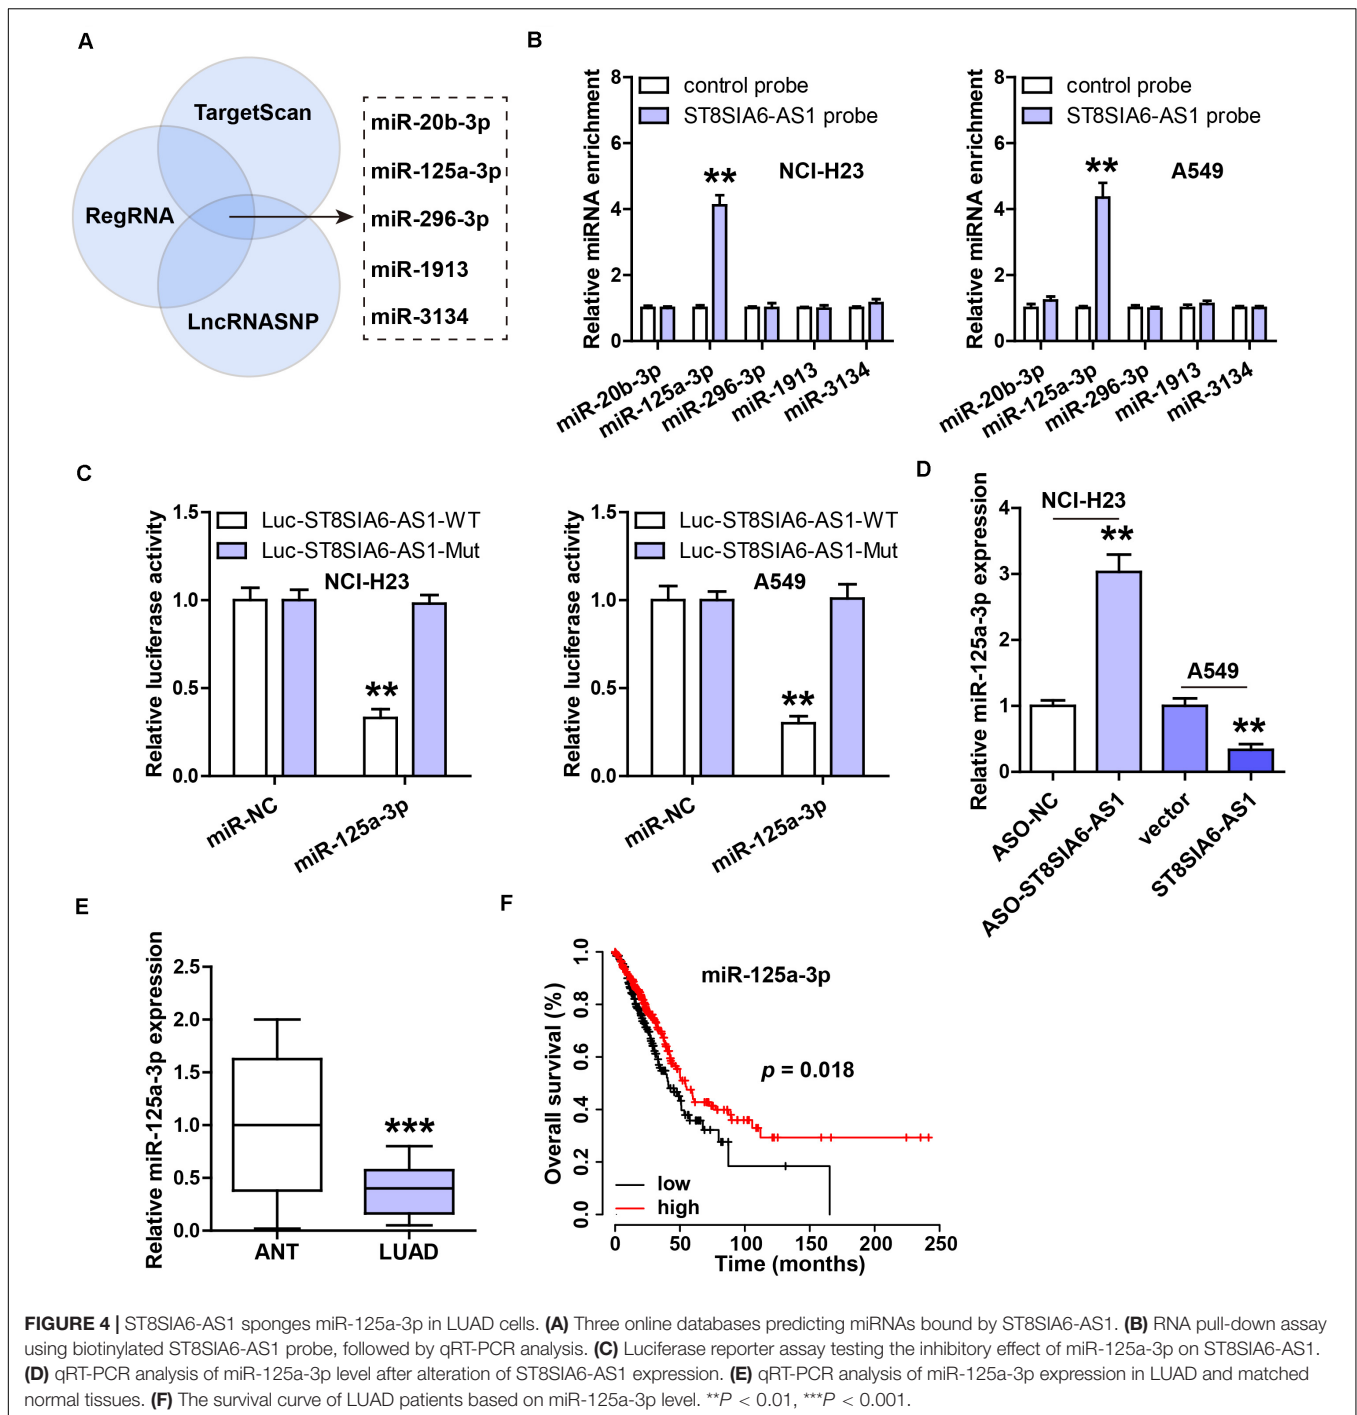 A
TargetScan
RegRNA
LncRNASNP
miR-20b-3p
miR-125a-3p
miR-296-3p
miR-1913
miR-3134
B
Relative miRNA enrichment
8
6
4
2
0
control probe
ST8SIA6-AS1 probe
NCI-H23
**
miR-20b-3p
miR-125a-3p
miR-296-3p
miR-1913
miR-3134
Relative miRNA enrichment
8
6
4
2
0
control probe
ST8SIA6-AS1 probe
A549
**
miR-20b-3p
miR-125a-3p
miR-296-3p
miR-1913
miR-3134
C
Relative luciferase activity
1.5
1.0
0.5
0.0
Luc-ST8SIA6-AS1-WT
Luc-ST8SIA6-AS1-Mut
NCI-H23
**
miR-NC
miR-125a-3p
Relative luciferase activity
1.5
1.0
0.5
0.0
Luc-ST8SIA6-AS1-WT
Luc-ST8SIA6-AS1-Mut
A549
**
miR-NC
miR-125a-3p
D
Relative miR-125a-3p expression
4
3
2
1
0
NCI-H23
**
A549
**
ASO-NC
ASO-ST8SIA6-AS1
vector
ST8SIA6-AS1
E
Relative miR-125a-3p expression
2.5
2.0
1.5
1.0
0.5
0.0
***
ANT
LUAD
F
Overall survival (%)
1.0
0.8
0.6
0.4
0.2
0.0
miR-125a-3p
p = 0.018
low
high
0
50
100
150
200
250
Time (months)
FIGURE 4 | ST8SIA6-AS1 sponges miR-125a-3p in LUAD cells. (A) Three online databases predicting miRNAs bound by ST8SIA6-AS1. (B) RNA pull-down assay
using biotinylated ST8SIA6-AS1 probe, followed by qRT-PCR analysis. (C) Luciferase reporter assay testing the inhibitory effect of miR-125a-3p on ST8SIA6-AS1.
(D) qRT-PCR analysis of miR-125a-3p level after alteration of ST8SIA6-AS1 expression. (E) qRT-PCR analysis of miR-125a-3p expression in LUAD and matched
normal tissues. (F) The survival curve of LUAD patients based on miR-125a-3p level. **P < 0.01, ***P < 0.001.